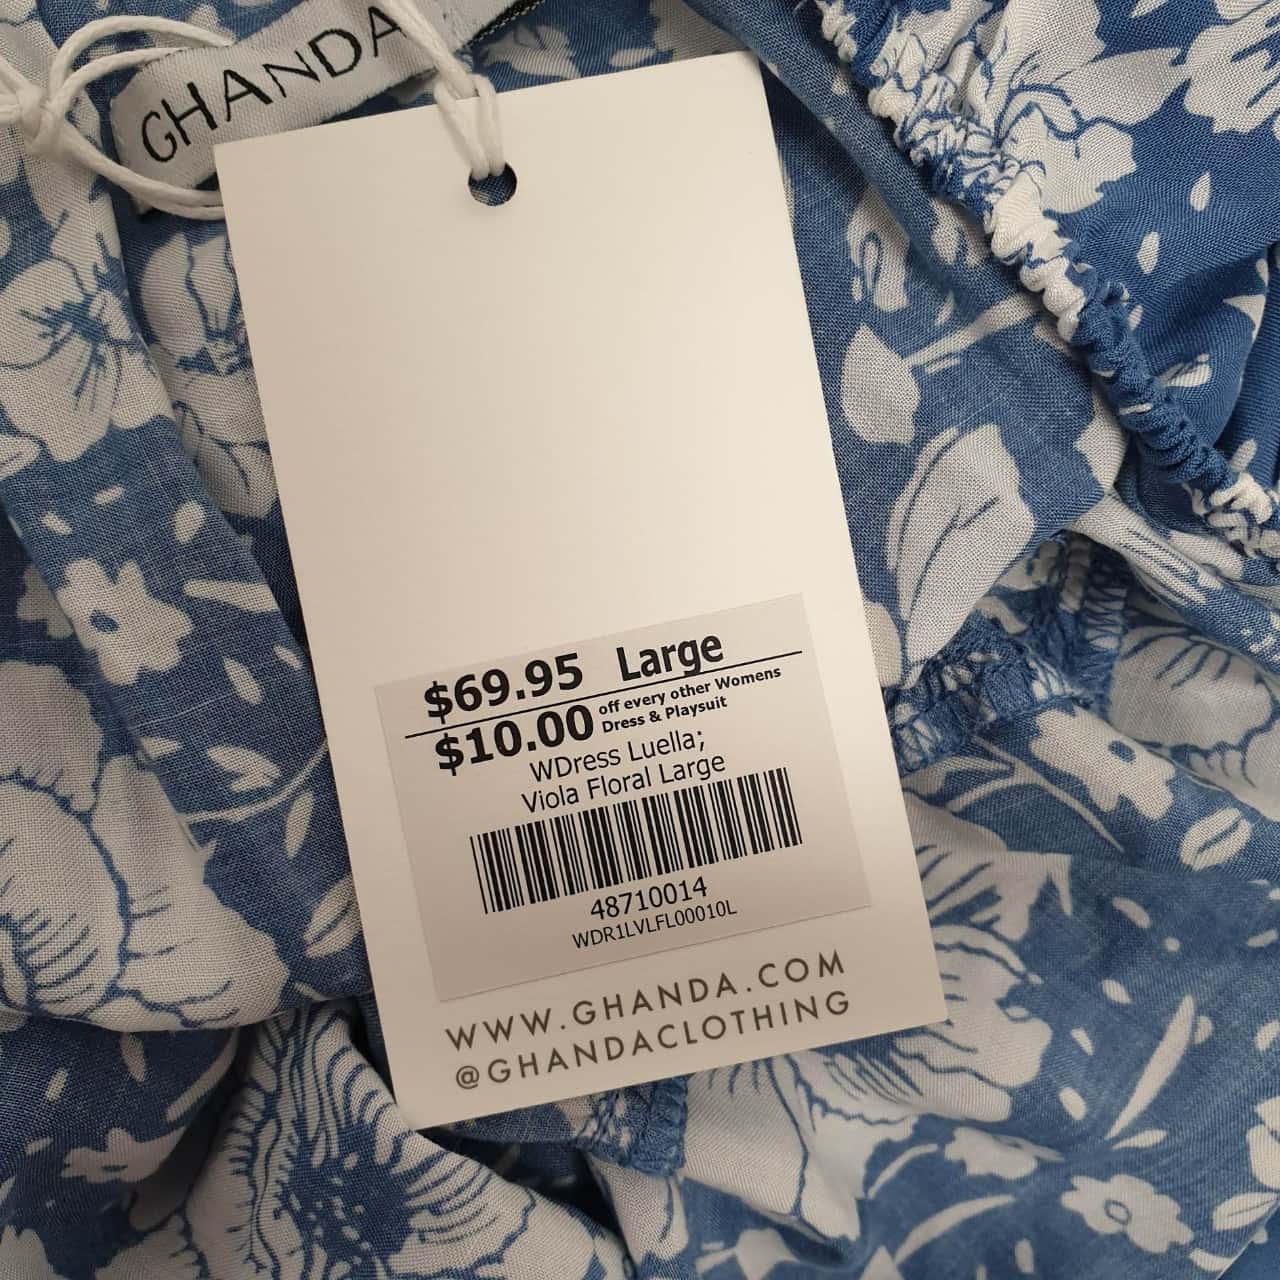 GHANDA
$69.95 Large
$10.00 off every other Womens
Dress & Playsuit
WDress Luella;
Viola Floral Large
48710014
WDR1LVLFL00010L
WWW.GHANDA.COM
@GHANDACLOTHING